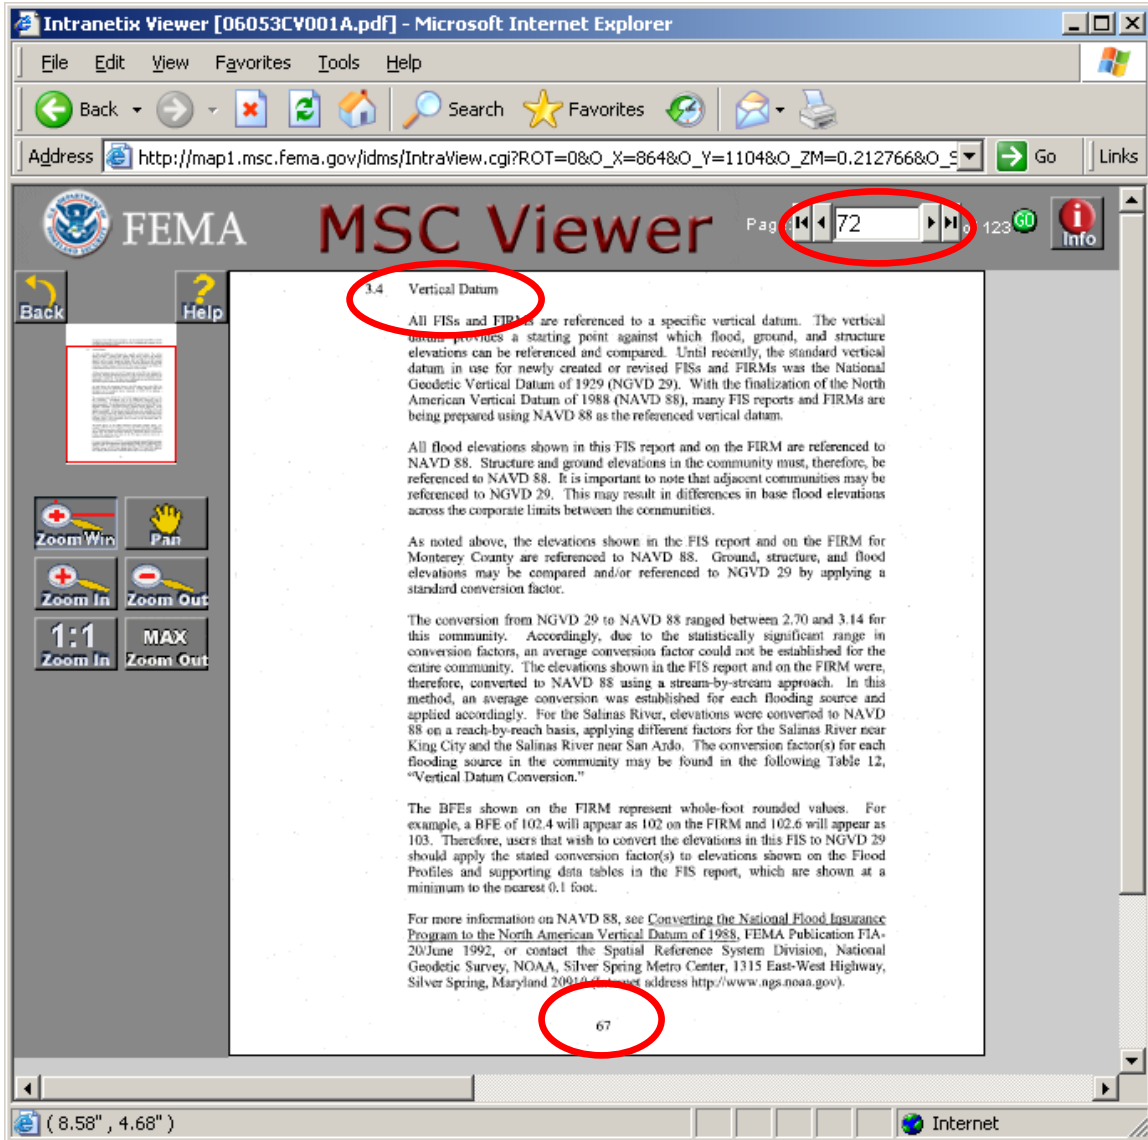 Intranetix Viewer [06053CV001A.pdf] - Microsoft Internet Explorer
File Edit View Favorites Tools Help
Back Search Favorites
Address http://map1.msc.fema.gov/idms/IntraView.cgi?ROT=0&O_X=864&O_Y=1104&O_ZM=0.212766&O_S Go Links
FEMA MSC Viewer Pag 72 of 123 GO Info
Back Help
Zoom Win Pan
Zoom In Zoom Out
1:1 MAX
Zoom In Zoom Out
3.4 Vertical Datum
All FISs and FIRMs are referenced to a specific vertical datum. The vertical
datum provides a starting point against which flood, ground, and structure
elevations can be referenced and compared. Until recently, the standard vertical
datum in use for newly created or revised FISs and FIRMs was the National
Geodetic Vertical Datum of 1929 (NGVD 29). With the finalization of the North
American Vertical Datum of 1988 (NAVD 88), many FIS reports and FIRMs are
being prepared using NAVD 88 as the referenced vertical datum.
All flood elevations shown in this FIS report and on the FIRM are referenced to
NAVD 88. Structure and ground elevations in the community must, therefore, be
referenced to NAVD 88. It is important to note that adjacent communities may be
referenced to NGVD 29. This may result in differences in base flood elevations
across the corporate limits between the communities.
As noted above, the elevations shown in the FIS report and on the FIRM for
Monterey County are referenced to NAVD 88. Ground, structure, and flood
elevations may be compared and/or referenced to NGVD 29 by applying a
standard conversion factor.
The conversion from NGVD 29 to NAVD 88 ranged between 2.70 and 3.14 for
this community. Accordingly, due to the statistically significant range in
conversion factors, an average conversion factor could not be established for the
entire community. The elevations shown in the FIS report and on the FIRM were,
therefore, converted to NAVD 88 using a stream-by-stream approach. In this
method, an average conversion was established for each flooding source and
applied accordingly. For the Salinas River, elevations were converted to NAVD
88 on a reach-by-reach basis, applying different factors for the Salinas River near
King City and the Salinas River near San Ardo. The conversion factor(s) for each
flooding source in the community may be found in the following Table 12,
"Vertical Datum Conversion."
The BFEs shown on the FIRM represent whole-foot rounded values. For
example, a BFE of 102.4 will appear as 102 on the FIRM and 102.6 will appear as
103. Therefore, users that wish to convert the elevations in this FIS to NGVD 29
should apply the stated conversion factor(s) to elevations shown on the Flood
Profiles and supporting data tables in the FIS report, which are shown at a
minimum to the nearest 0.1 foot.
For more information on NAVD 88, see Converting the National Flood Insurance
Program to the North American Vertical Datum of 1988, FEMA Publication FIA-
20/June 1992, or contact the Spatial Reference System Division, National
Geodetic Survey, NOAA, Silver Spring Metro Center, 1315 East-West Highway,
Silver Spring, Maryland 20910 (Internet address http://www.ngs.noaa.gov).
67
( 8.58" , 4.68" ) Internet